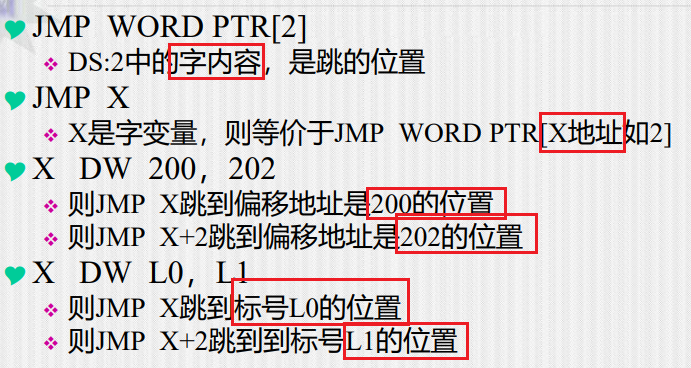 JMP WORD PTR[2]
DS:2中的字内容，是跳的位置
JMP X
X是字变量，则等价于JMP WORD PTR[X地址如2]
X DW 200，202
则JMP X跳到偏移地址是200的位置
则JMP X+2跳到偏移地址是202的位置
X DW L0，L1
则JMP X跳到标号L0的位置
则JMP X+2跳到到标号L1的位置